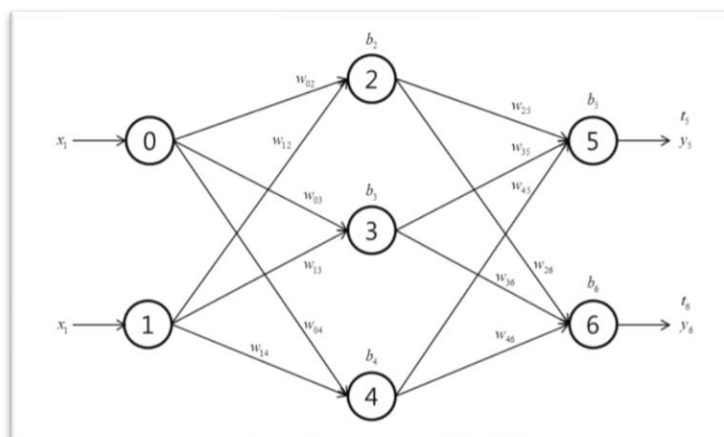 b₂
2
w₀₂
w₂₅
b₅
t₅
x₁
0
w₁₂
w₃₅
5
y₅
w₄₅
w₀₃
b₃
3
w₁₃
w₂₆
w₃₆
b₆
t₆
x₁
1
w₀₄
6
y₆
w₁₄
w₄₆
b₄
4